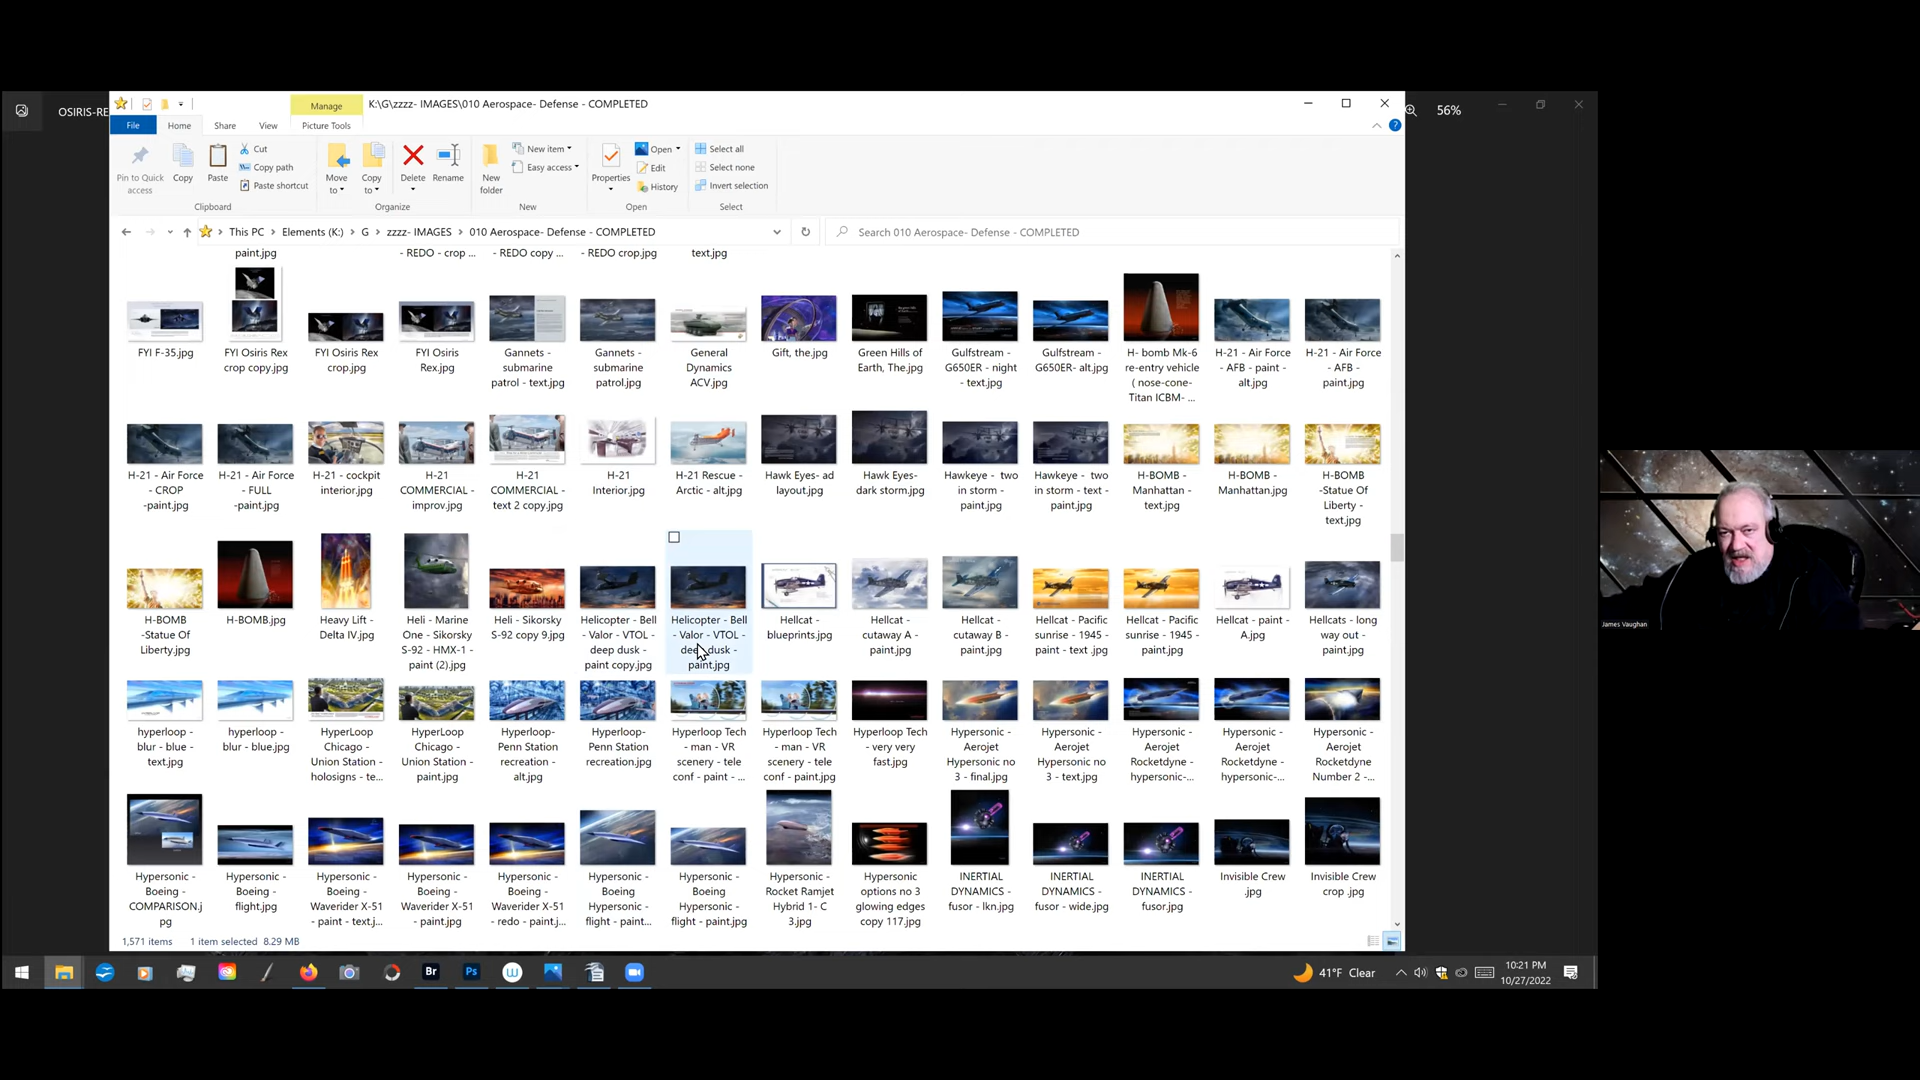 OSIRIS-RE
Manage
K:\G\zzzz- IMAGES\010 Aerospace- Defense - COMPLETED
56%
File
Home
Share
View
Picture Tools
Pin to Quick
access
Copy
Paste
Cut
Copy path
Paste shortcut
Move
to
Copy
to
Delete
Rename
New
folder
New item
Easy access
Properties
Open
Edit
History
Select all
Select none
Invert selection
Clipboard
Organize
New
Open
Select
This PC
Elements (K:)
G
zzzz- IMAGES
010 Aerospace- Defense - COMPLETED
Search 010 Aerospace- Defense - COMPLETED
paint.jpg
- REDO - crop ...
- REDO copy ...
- REDO crop.jpg
text.jpg
FYI F-35.jpg
FYI Osiris Rex
crop copy.jpg
FYI Osiris Rex
crop.jpg
FYI Osiris
Rex.jpg
Gannets -
submarine
patrol - text.jpg
Gannets -
submarine
patrol.jpg
General
Dynamics
ACV.jpg
Gift, the.jpg
Green Hills of
Earth, The.jpg
Gulfstream -
G650ER - night
- text.jpg
Gulfstream -
G650ER- alt.jpg
H- bomb Mk-6
re-entry vehicle
( nose-cone-
Titan ICBM- ...
H-21 - Air Force
- AFB - paint -
alt.jpg
H-21 - Air Force
- AFB -
paint.jpg
H-21 - Air Force
- CROP
-paint.jpg
H-21 - Air Force
- FULL
-paint.jpg
H-21 - cockpit
interior.jpg
H-21
COMMERCIAL -
improv.jpg
H-21
COMMERCIAL -
text 2 copy.jpg
H-21
Interior.jpg
H-21 Rescue -
Arctic - alt.jpg
Hawk Eyes- ad
layout.jpg
Hawk Eyes-
dark storm.jpg
Hawkeye - two
in storm -
paint.jpg
Hawkeye - two
in storm - text -
paint.jpg
H-BOMB -
Manhattan -
text.jpg
H-BOMB -
Manhattan.jpg
H-BOMB
-Statue Of
Liberty -
text.jpg
H-BOMB
-Statue Of
Liberty.jpg
H-BOMB.jpg
Heavy Lift -
Delta IV.jpg
Heli - Marine
One - Sikorsky
S-92 - HMX-1 -
paint (2).jpg
Heli - Sikorsky
S-92 copy 9.jpg
Helicopter - Bell
- Valor - VTOL -
deep dusk -
paint copy.jpg
Helicopter - Bell
- Valor - VTOL -
deep dusk -
paint.jpg
Hellcat -
blueprints.jpg
Hellcat -
cutaway A -
paint.jpg
Hellcat -
cutaway B -
paint.jpg
Hellcat - Pacific
sunrise - 1945 -
paint - text .jpg
Hellcat - Pacific
sunrise - 1945 -
paint.jpg
Hellcat - paint -
A.jpg
Hellcats - long
way out -
paint.jpg
hyperloop -
blur - blue -
text.jpg
hyperloop -
blur - blue.jpg
HyperLoop
Chicago -
Union Station -
holosigns - te...
HyperLoop
Chicago -
Union Station -
paint.jpg
Hyperloop-
Penn Station
recreation -
alt.jpg
Hyperloop-
Penn Station
recreation.jpg
Hyperloop Tech
- man - VR
scenery - tele
conf - paint - ...
Hyperloop Tech
- man - VR
scenery - tele
conf - paint.jpg
Hyperloop Tech
- very very
fast.jpg
Hypersonic -
Aerojet
Hypersonic no
3 - final.jpg
Hypersonic -
Aerojet
Hypersonic no
3 - text.jpg
Hypersonic -
Aerojet
Rocketdyne -
hypersonic-...
Hypersonic -
Aerojet
Rocketdyne -
hypersonic-...
Hypersonic -
Aerojet
Rocketdyne
Number 2 -...
Hypersonic -
Boeing -
COMPARISON.j
pg
Hypersonic -
Boeing -
flight.jpg
Hypersonic -
Boeing -
Waverider X-51
- paint - text.j...
Hypersonic -
Boeing -
Waverider X-51
- paint.jpg
Hypersonic -
Boeing -
Waverider X-51
- redo - paint.j...
Hypersonic -
Boeing
Hypersonic -
flight - paint...
Hypersonic -
Boeing
Hypersonic -
flight - paint.jpg
Hypersonic -
Rocket Ramjet
Hybrid 1- C
3.jpg
Hypersonic
options no 3
glowing edges
copy 117.jpg
INERTIAL
DYNAMICS -
fusor - lkn.jpg
INERTIAL
DYNAMICS -
fusor - wide.jpg
INERTIAL
DYNAMICS -
fusor.jpg
Invisible Crew
.jpg
Invisible Crew
crop .jpg
1,571 items
1 item selected
8.29 MB
Br
Ps
41°F Clear
10:21 PM
10/27/2022
James Vaughan